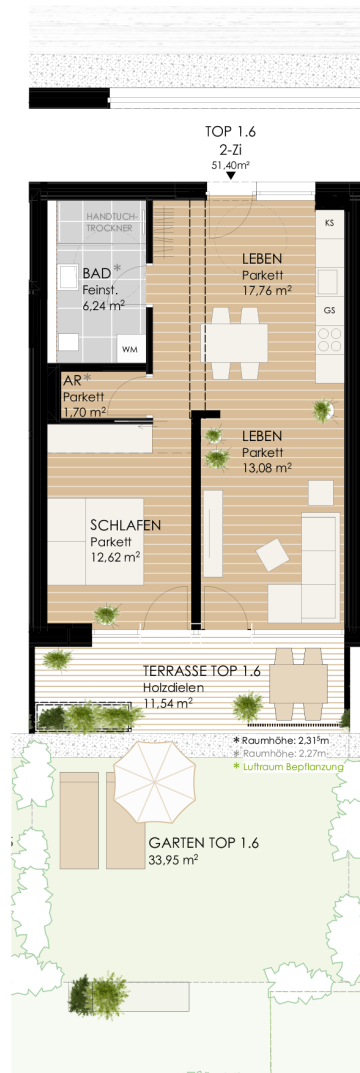 TOP 1.6
2-Zi
51,40m²
HANDTUCH-
TROCKNER
KS
BAD*
Feinst.
6,24 m²
LEBEN
Parkett
17,76 m²
GS
WM
AR*
Parkett
1,70 m²
LEBEN
Parkett
13,08 m²
SCHLAFEN
Parkett
12,62 m²
TERRASSE TOP 1.6
Holzdielen
11,54 m²
* Raumhöhe: 2,31⁵m
* Raumhöhe: 2,27m
* Luftraum Bepflanzung
GARTEN TOP 1.6
33,95 m²